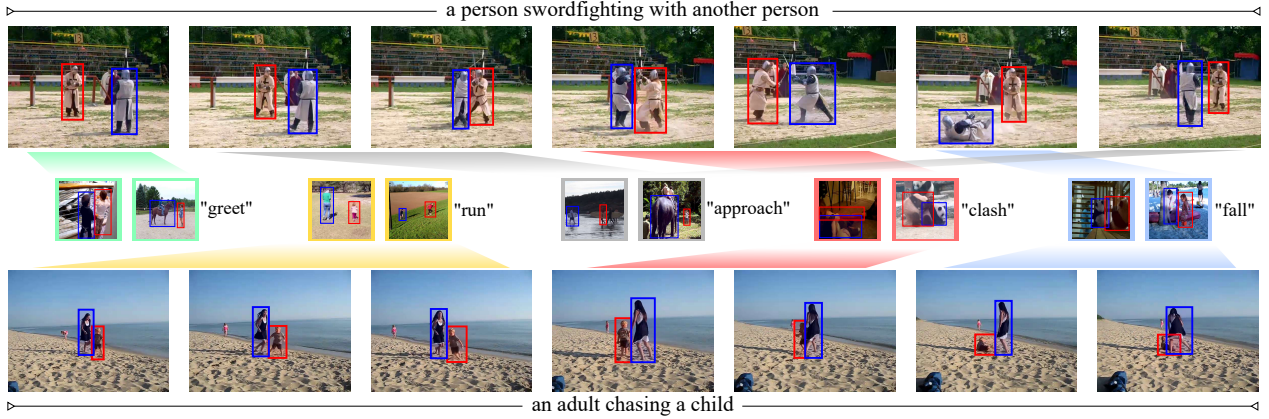 a person swordfighting with another person
"greet"
"run"
"approach"
"clash"
"fall"
an adult chasing a child